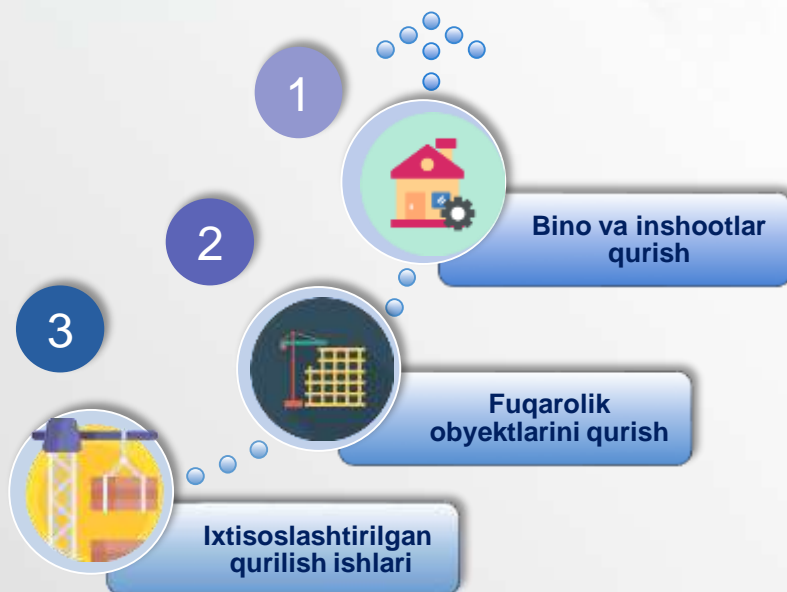 1
Bino va inshootlar
qurish
2
Fuqarolik
obyektlarini qurish
3
Ixtisoslashtirilgan
qurilish ishlari